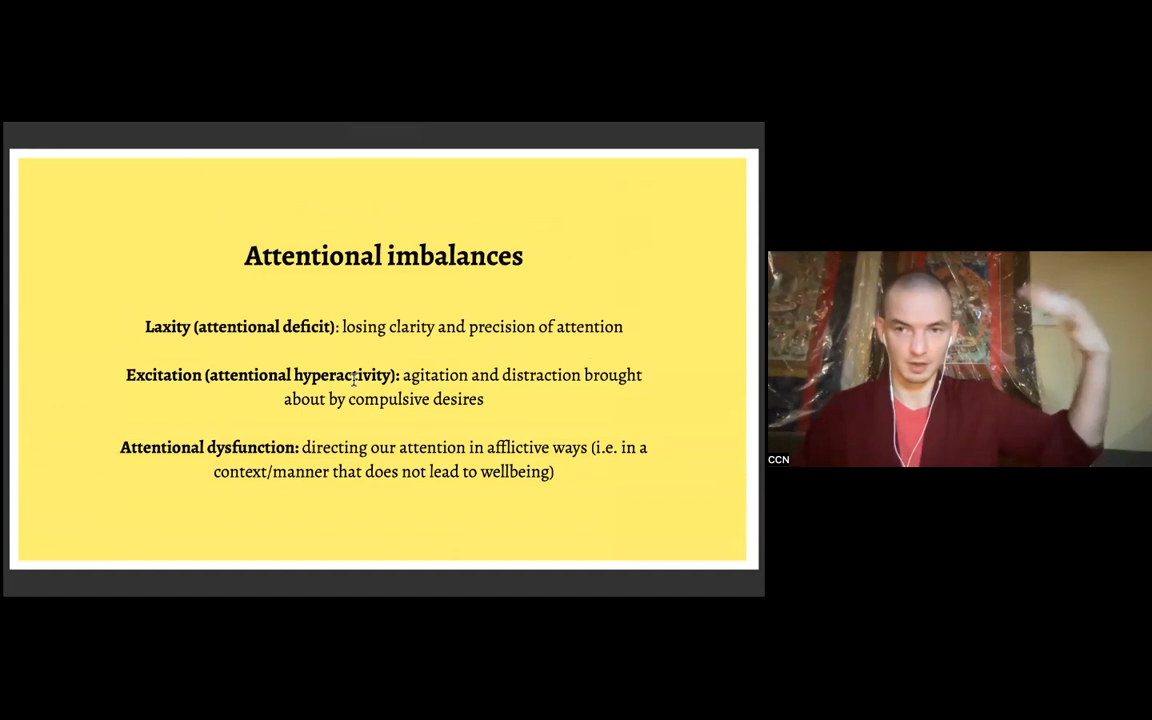 Attentional imbalances
Laxity (attentional deficit): losing clarity and precision of attention
Excitation (attentional hyperactivity): agitation and distraction brought
about by compulsive desires
Attentional dysfunction: directing our attention in afflictive ways (i.e. in a
context/manner that does not lead to wellbeing)
CCN